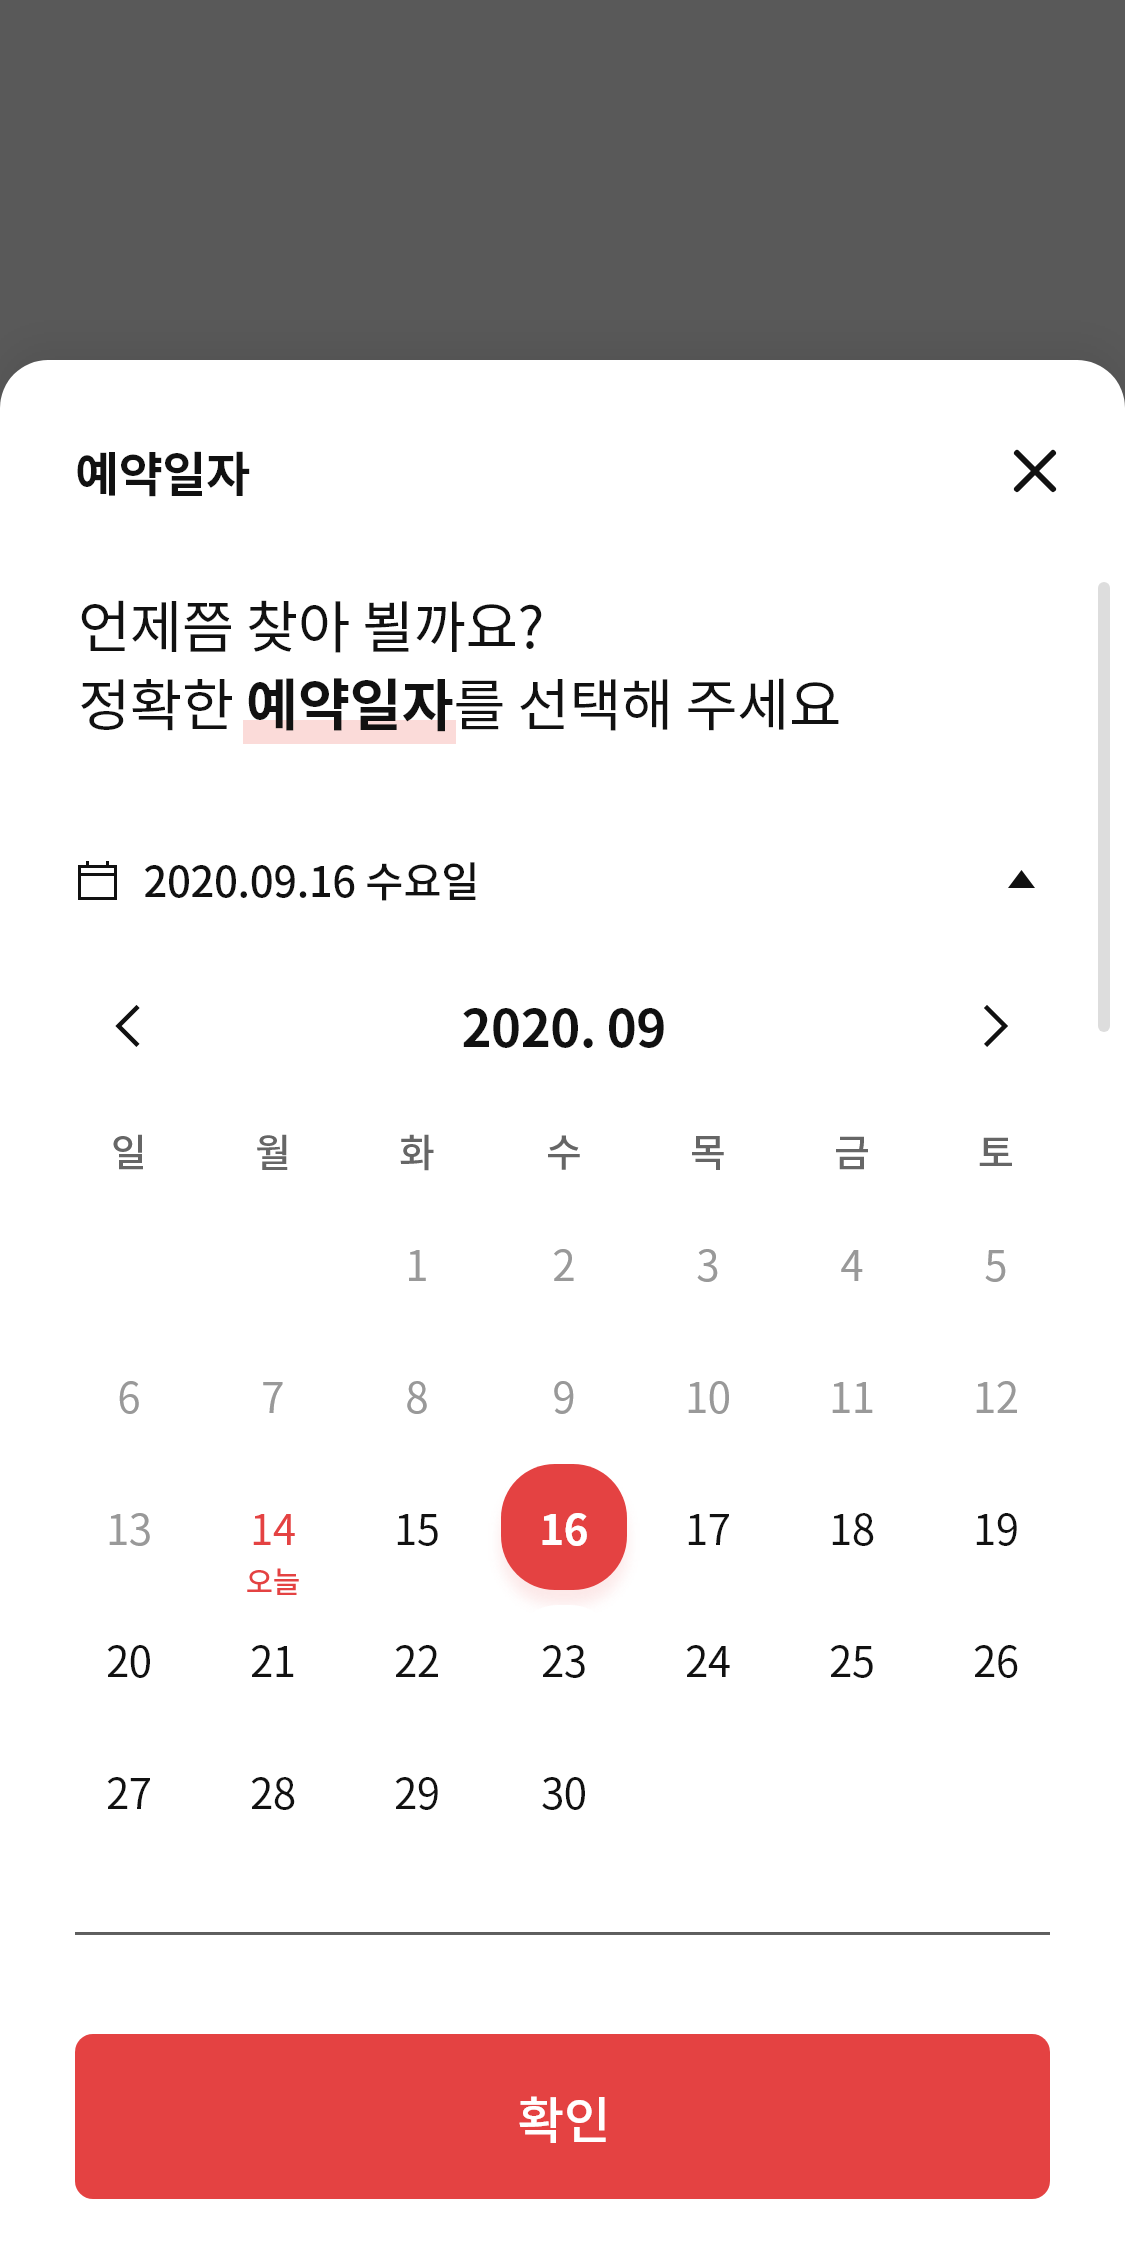 예약일자
언제쯤 찾아 뵐까요?
정확한 예약일자를 선택해 주세요
2020.09.16 수요일
2020. 09
일 월 화 수 목 금 토
1 2 3 4 5
6 7 8 9 10 11 12
13 14 15 16 17 18 19
오늘
20 21 22 23 24 25 26
27 28 29 30
확인